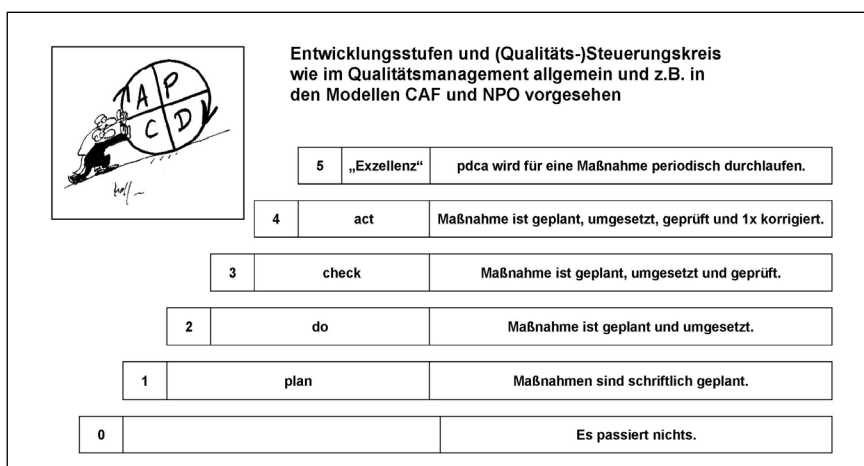 Entwicklungsstufen und (Qualitäts-)Steuerungskreis
wie im Qualitätsmanagement allgemein und z.B. in
den Modellen CAF und NPO vorgesehen
A P
C D
5 „Exzellenz“ pdca wird für eine Maßnahme periodisch durchlaufen.
4 act Maßnahme ist geplant, umgesetzt, geprüft und 1x korrigiert.
3 check Maßnahme ist geplant, umgesetzt und geprüft.
2 do Maßnahme ist geplant und umgesetzt.
1 plan Maßnahmen sind schriftlich geplant.
0 Es passiert nichts.